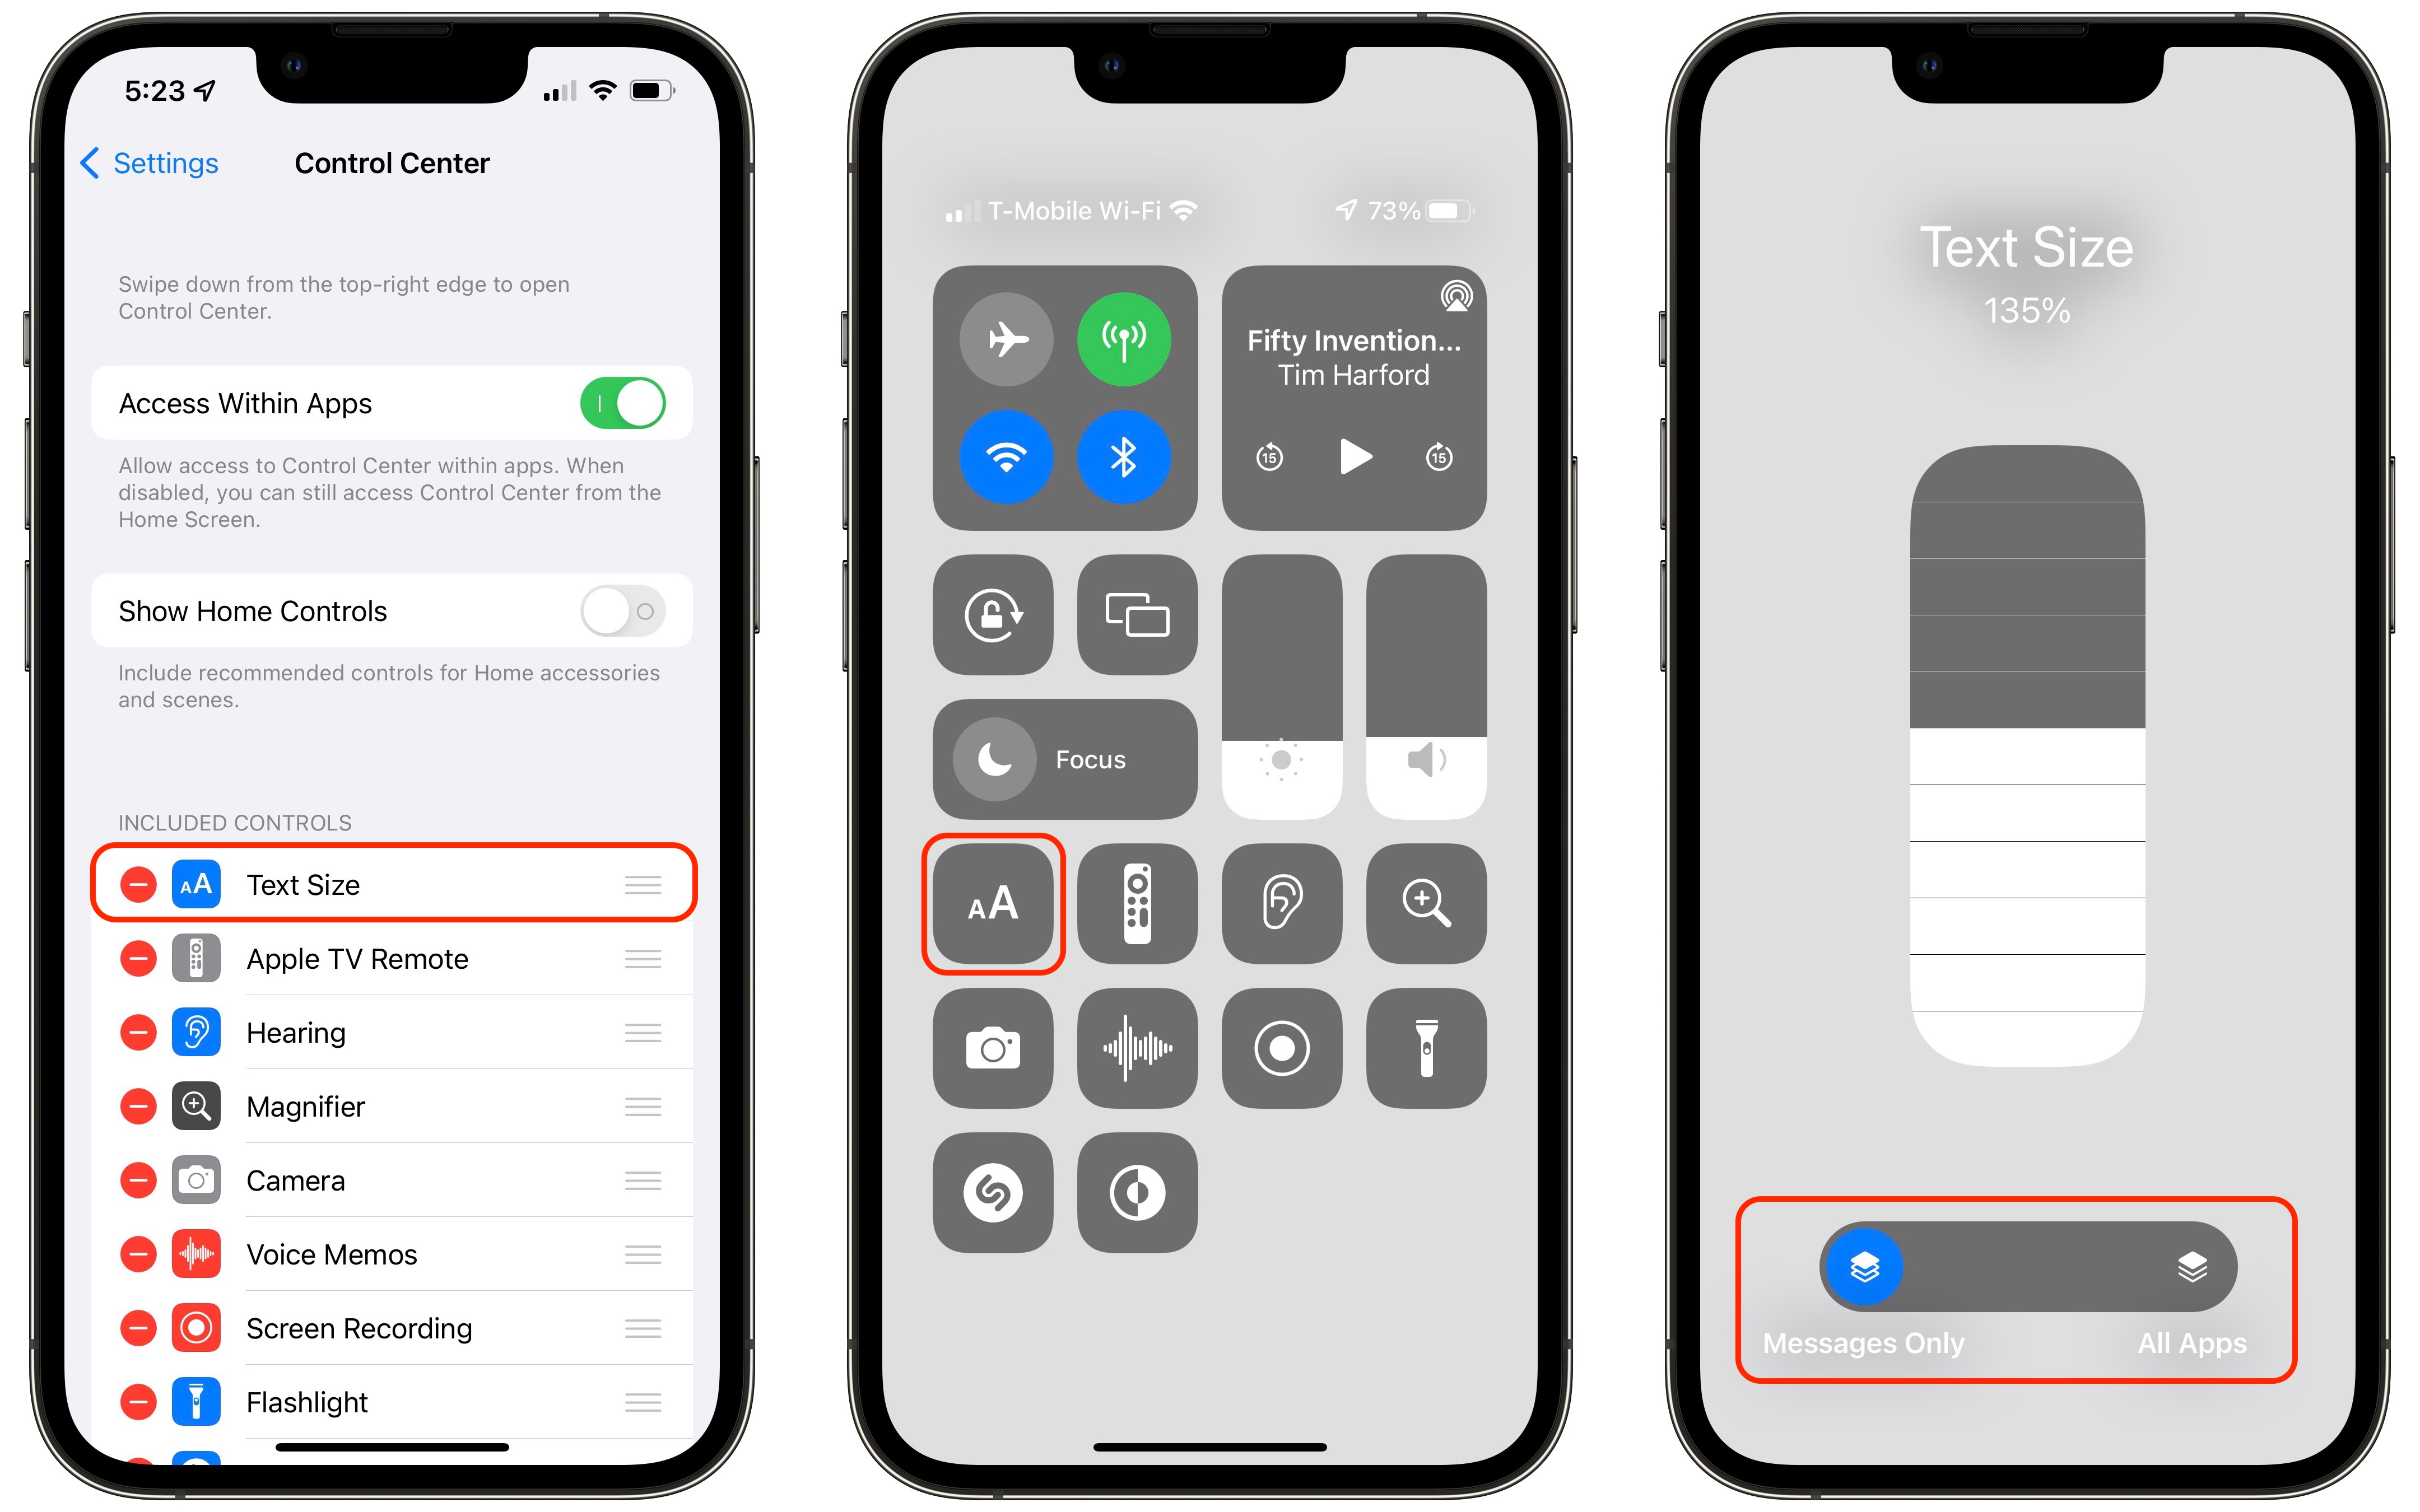 5:23
Settings
Control Center
Swipe down from the top-right edge to open
Control Center.
Access Within Apps
Allow access to Control Center within apps. When
disabled, you can still access Control Center from the
Home Screen.
Show Home Controls
Include recommended controls for Home accessories
and scenes.
INCLUDED CONTROLS
AA Text Size
Apple TV Remote
Hearing
Magnifier
Camera
Voice Memos
Screen Recording
Flashlight
T-Mobile Wi-Fi
73%
Fifty Invention...
Tim Harford
15
15
Focus
AA
Text Size
135%
Messages Only
All Apps